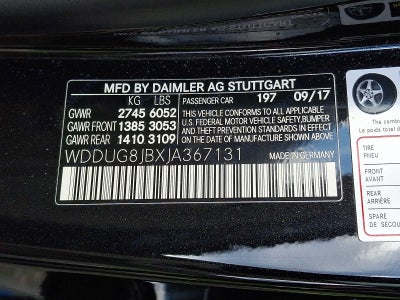 MFD BY DAIMLER AG STUTTGART
KG LBS PASSENGER CAR 197 09/17
GVWR 2745 6052
GAWR FRONT 1385 3053
GAWR REAR 1410 3109
THIS VEHICLE CONFORMS TO ALL APPLICABLE
U.S. FEDERAL MOTOR VEHICLE SAFETY, BUMPER,
AND THEFT PREVENTION STANDARDS IN EFFECT ON THE
DATE OF MANUFACTURE SHOWN ABOVE.
WDDUG8JBXJA367131 GERMANY
TIRE
PNEU
FRONT
AVANT
REAR
ARRIÈRE
SPARE
DE SECOU